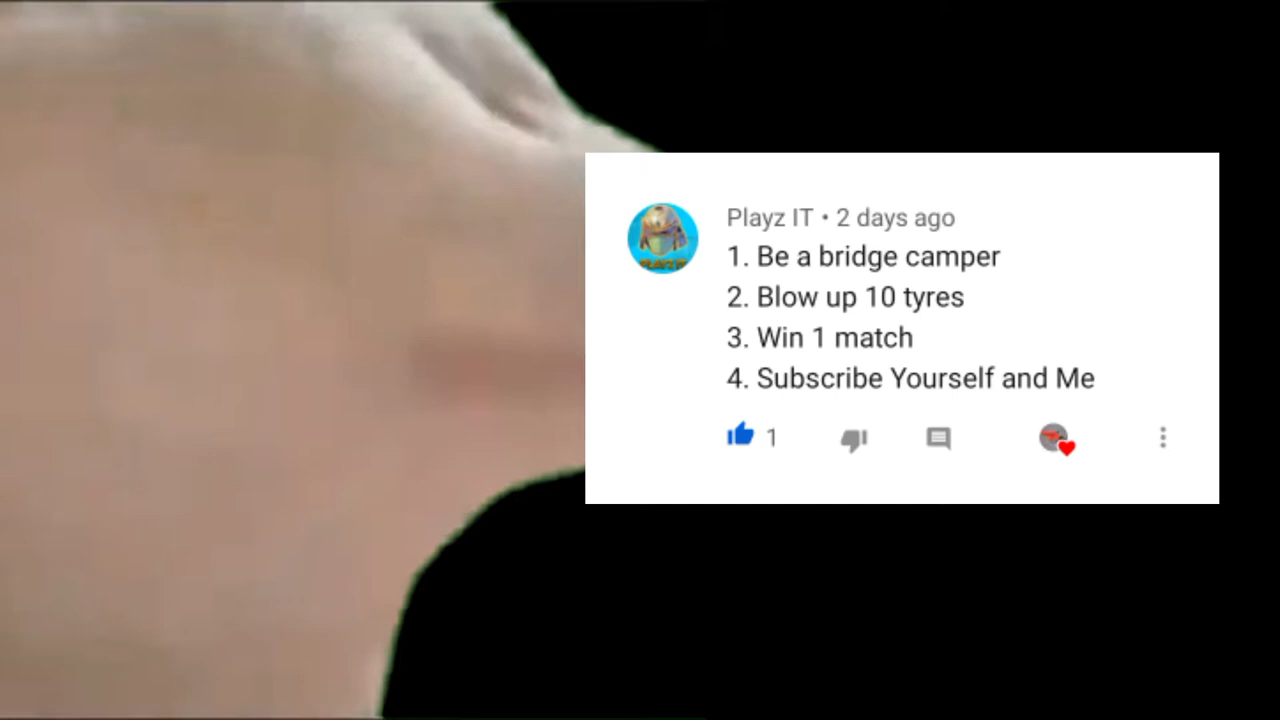 Playz IT • 2 days ago
1. Be a bridge camper
2. Blow up 10 tyres
3. Win 1 match
4. Subscribe Yourself and Me
1